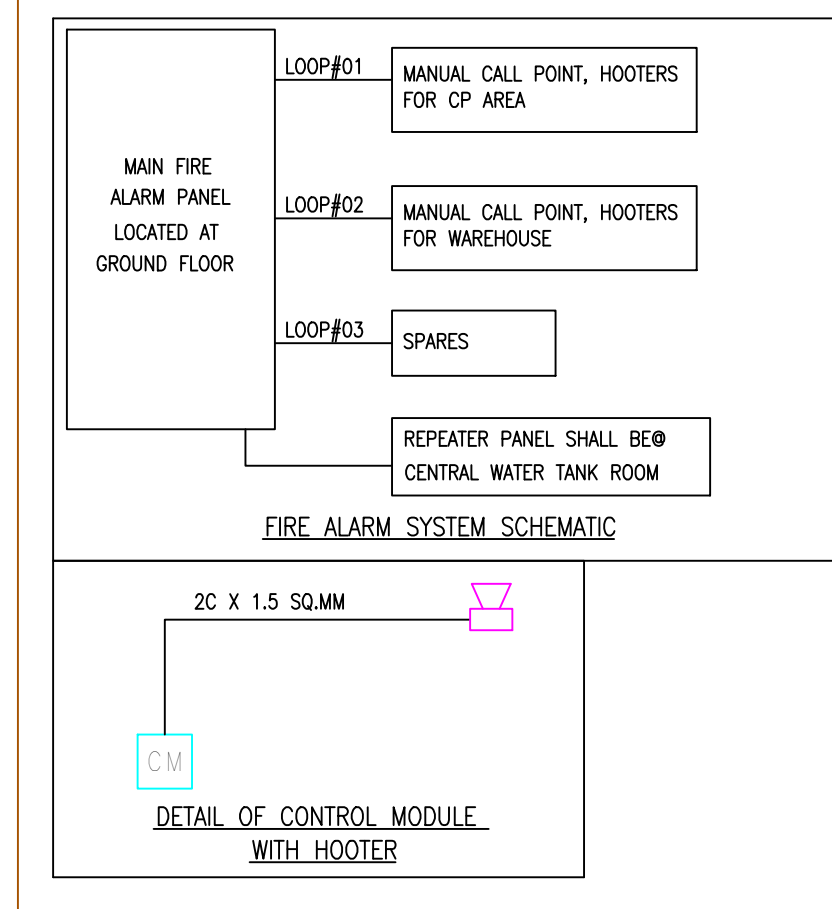 MAIN FIRE
ALARM PANEL
LOCATED AT
GROUND FLOOR
LOOP#01
MANUAL CALL POINT, HOOTERS
FOR CP AREA
LOOP#02
MANUAL CALL POINT, HOOTERS
FOR WAREHOUSE
LOOP#03
SPARES
REPEATER PANEL SHALL BE@
CENTRAL WATER TANK ROOM
FIRE ALARM SYSTEM SCHEMATIC
2C X 1.5 SQ.MM
CM
DETAIL OF CONTROL MODULE
WITH HOOTER